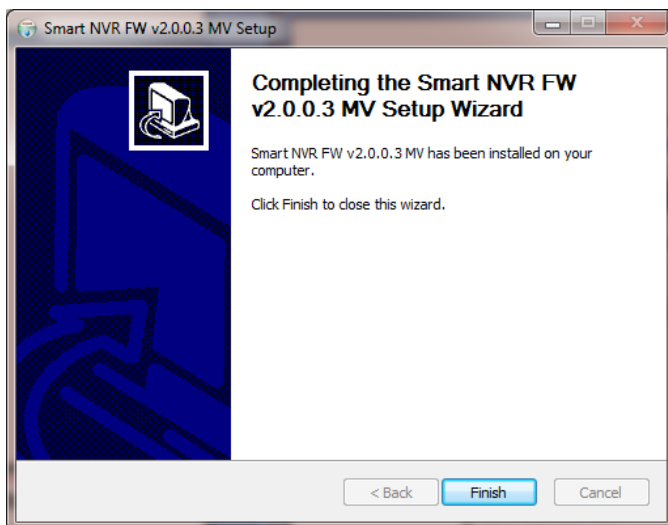 Smart NVR FW v2.0.0.3 MV Setup
Completing the Smart NVR FW
v2.0.0.3 MV Setup Wizard
Smart NVR FW v2.0.0.3 MV has been installed on your
computer.
Click Finish to close this wizard.
< Back
Finish
Cancel